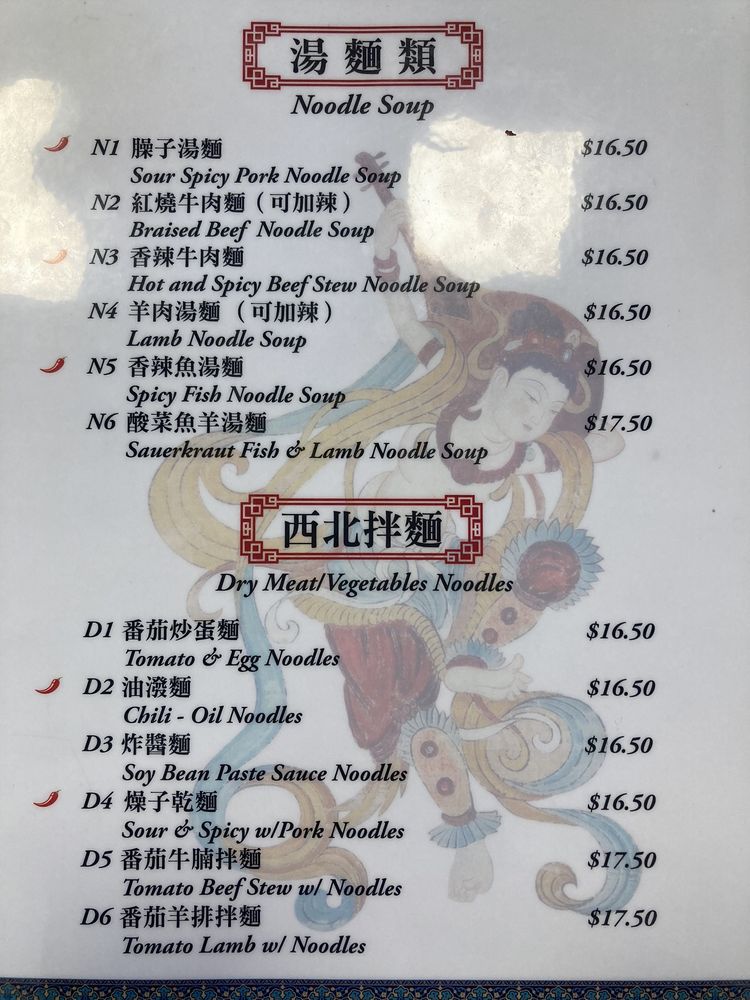 湯麵類
Noodle Soup
N1 臊子湯麵 $16.50
Sour Spicy Pork Noodle Soup
N2 紅燒牛肉麵（可加辣） $16.50
Braised Beef Noodle Soup
N3 香辣牛肉麵 $16.50
Hot and Spicy Beef Stew Noodle Soup
N4 羊肉湯麵（可加辣） $16.50
Lamb Noodle Soup
N5 香辣魚湯麵 $16.50
Spicy Fish Noodle Soup
N6 酸菜魚羊湯麵 $17.50
Sauerkraut Fish & Lamb Noodle Soup
西北拌麵
Dry Meat/Vegetables Noodles
D1 番茄炒蛋麵 $16.50
Tomato & Egg Noodles
D2 油潑麵 $16.50
Chili - Oil Noodles
D3 炸醬麵 $16.50
Soy Bean Paste Sauce Noodles
D4 燥子乾麵 $16.50
Sour & Spicy w/Pork Noodles
D5 番茄牛腩拌麵 $17.50
Tomato Beef Stew w/ Noodles
D6 番茄羊排拌麵 $17.50
Tomato Lamb w/ Noodles